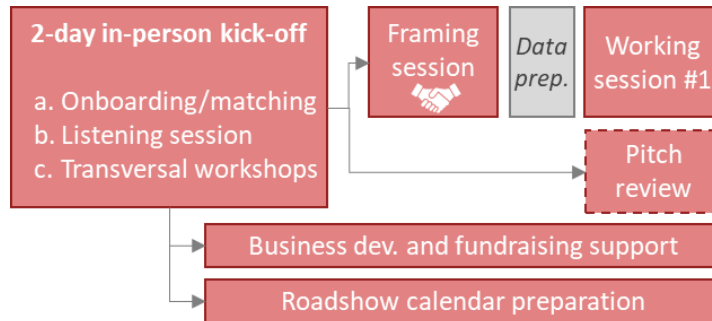 2-day in-person kick-off
a. Onboarding/matching
b. Listening session
c. Transversal workshops
Framing
session
Data
prep.
Working
session #1
Pitch
review
Business dev. and fundraising support
Roadshow calendar preparation